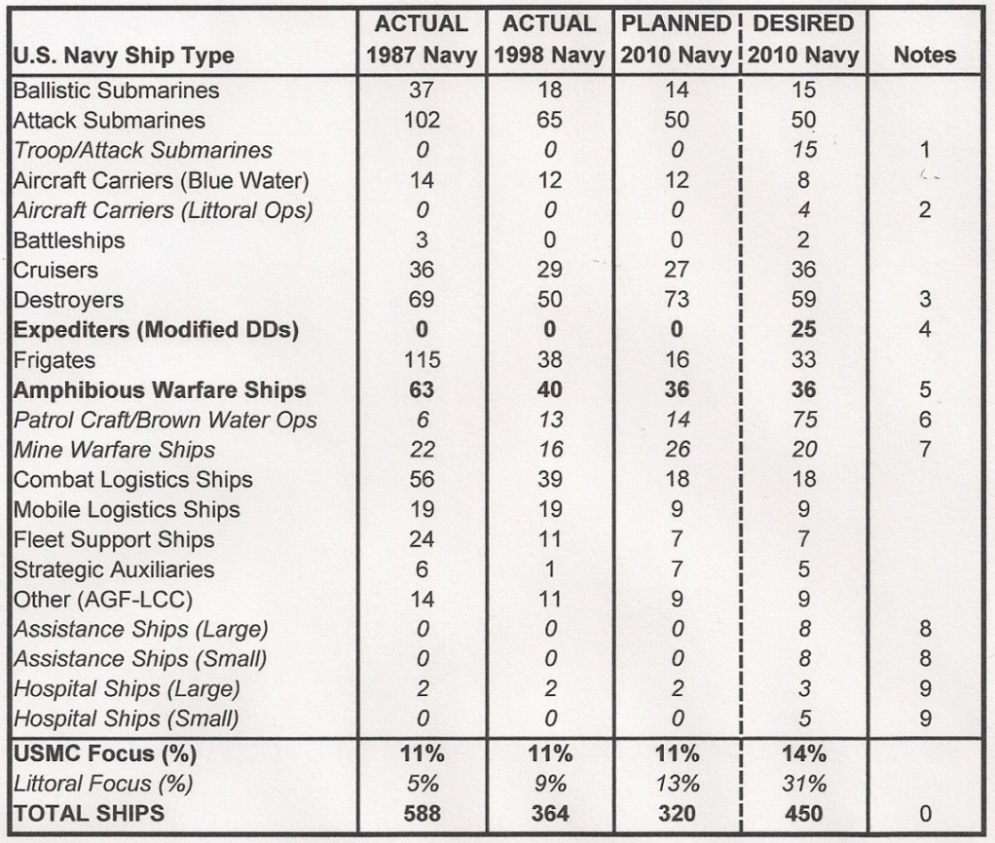 ACTUAL ACTUAL PLANNED DESIRED
U.S. Navy Ship Type 1987 Navy 1998 Navy 2010 Navy 2010 Navy Notes
Ballistic Submarines 37 18 14 15
Attack Submarines 102 65 50 50
Troop/Attack Submarines 0 0 0 15 1
Aircraft Carriers (Blue Water) 14 12 12 8
Aircraft Carriers (Littoral Ops) 0 0 0 4 2
Battleships 3 0 0 2
Cruisers 36 29 27 36
Destroyers 69 50 73 59 3
Expediters (Modified DDs) 0 0 0 25 4
Frigates 115 38 16 33
Amphibious Warfare Ships 63 40 36 36 5
Patrol Craft/Brown Water Ops 6 13 14 75 6
Mine Warfare Ships 22 16 26 20 7
Combat Logistics Ships 56 39 18 18
Mobile Logistics Ships 19 19 9 9
Fleet Support Ships 24 11 7 7
Strategic Auxiliaries 6 1 7 5
Other (AGF-LCC) 14 11 9 9
Assistance Ships (Large) 0 0 0 8 8
Assistance Ships (Small) 0 0 0 8 8
Hospital Ships (Large) 2 2 2 3 9
Hospital Ships (Small) 0 0 0 5 9
USMC Focus (%) 11% 11% 11% 14%
Littoral Focus (%) 5% 9% 13% 31%
TOTAL SHIPS 588 364 320 450 0